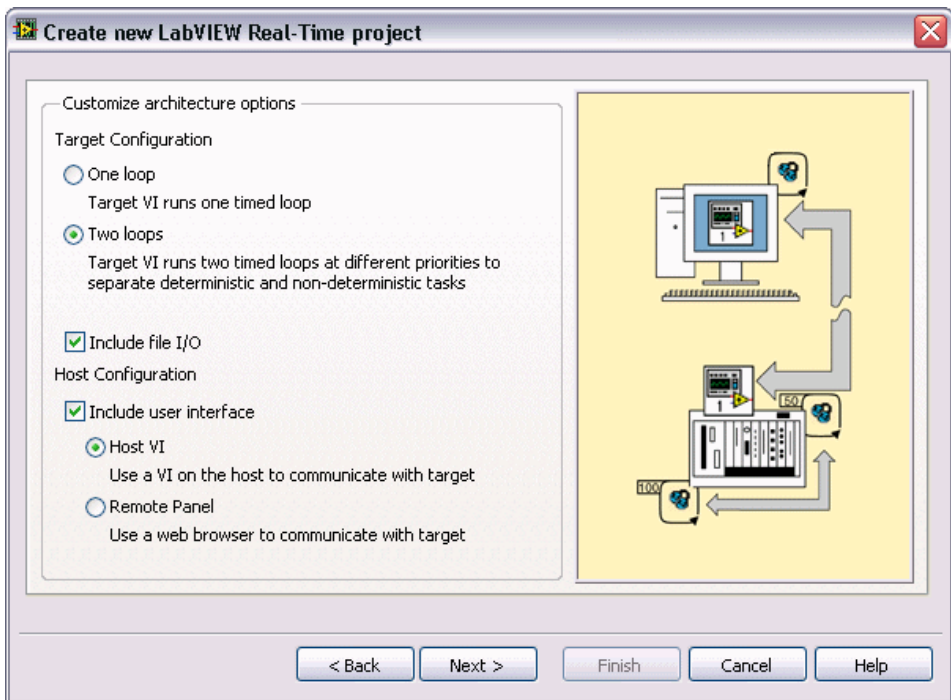 Create new LabVIEW Real-Time project
Customize architecture options
Target Configuration
One loop
Target VI runs one timed loop
Two loops
Target VI runs two timed loops at different priorities to
separate deterministic and non-deterministic tasks
Include file I/O
Host Configuration
Include user interface
Host VI
Use a VI on the host to communicate with target
Remote Panel
Use a web browser to communicate with target
1
1
50
100
< Back
Next >
Finish
Cancel
Help